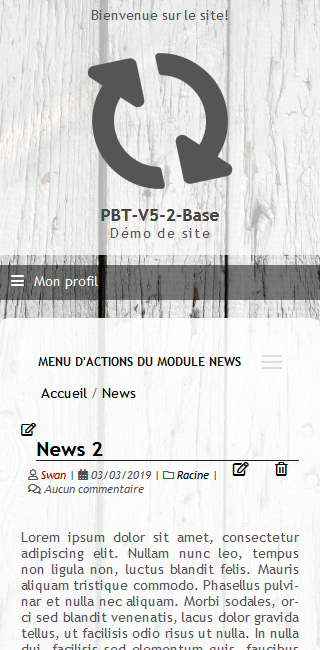 Bienvenue sur le site!
PBT-V5-2-Base
Démo de site
Mon profil
MENU D'ACTIONS DU MODULE NEWS
Accueil / News
News 2
Swan | 03/03/2019 | Racine |
Aucun commentaire
Lorem ipsum dolor sit amet, consectetur
adipiscing elit. Nullam nunc leo, tempus
non ligula non, luctus blandit felis. Mauris
aliquam tristique commodo. Phasellus pulvi-
nar et nulla nec aliquam. Morbi sodales, or-
ci sed blandit venenatis, lacus dolor gravida
tellus, ut facilisis odio risus ut nulla. In nulla
dui, facilisis sed elementum quis, faucibus